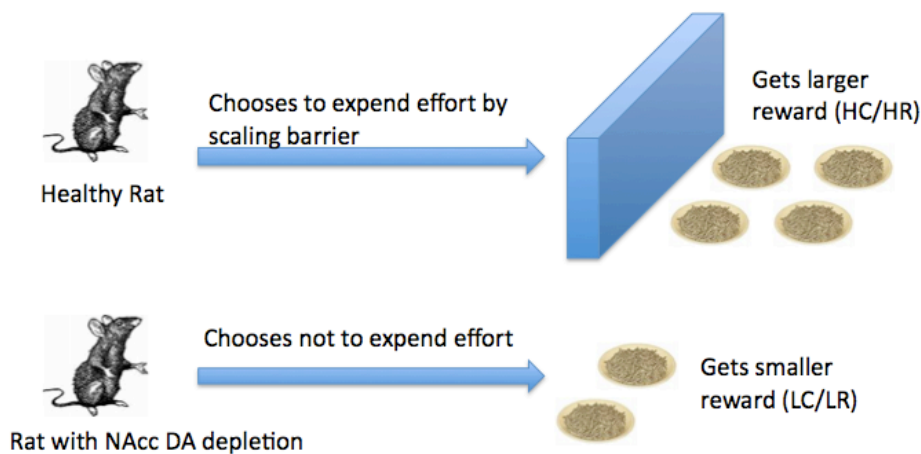 Chooses to expend effort by
scaling barrier
Gets larger
reward (HC/HR)
Healthy Rat
Chooses not to expend effort
Gets smaller
reward (LC/LR)
Rat with NAcc DA depletion